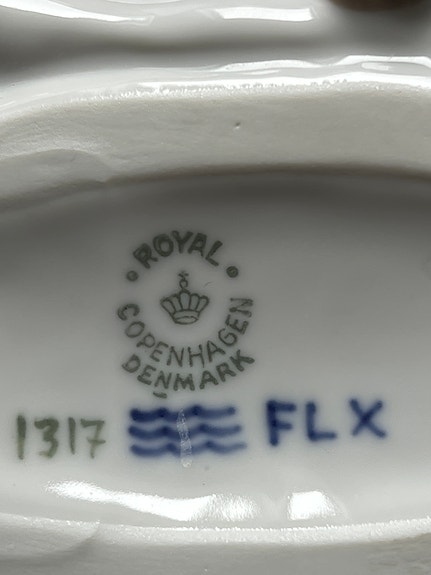 ROYAL
COPENHAGEN
DENMARK
1317 FLX